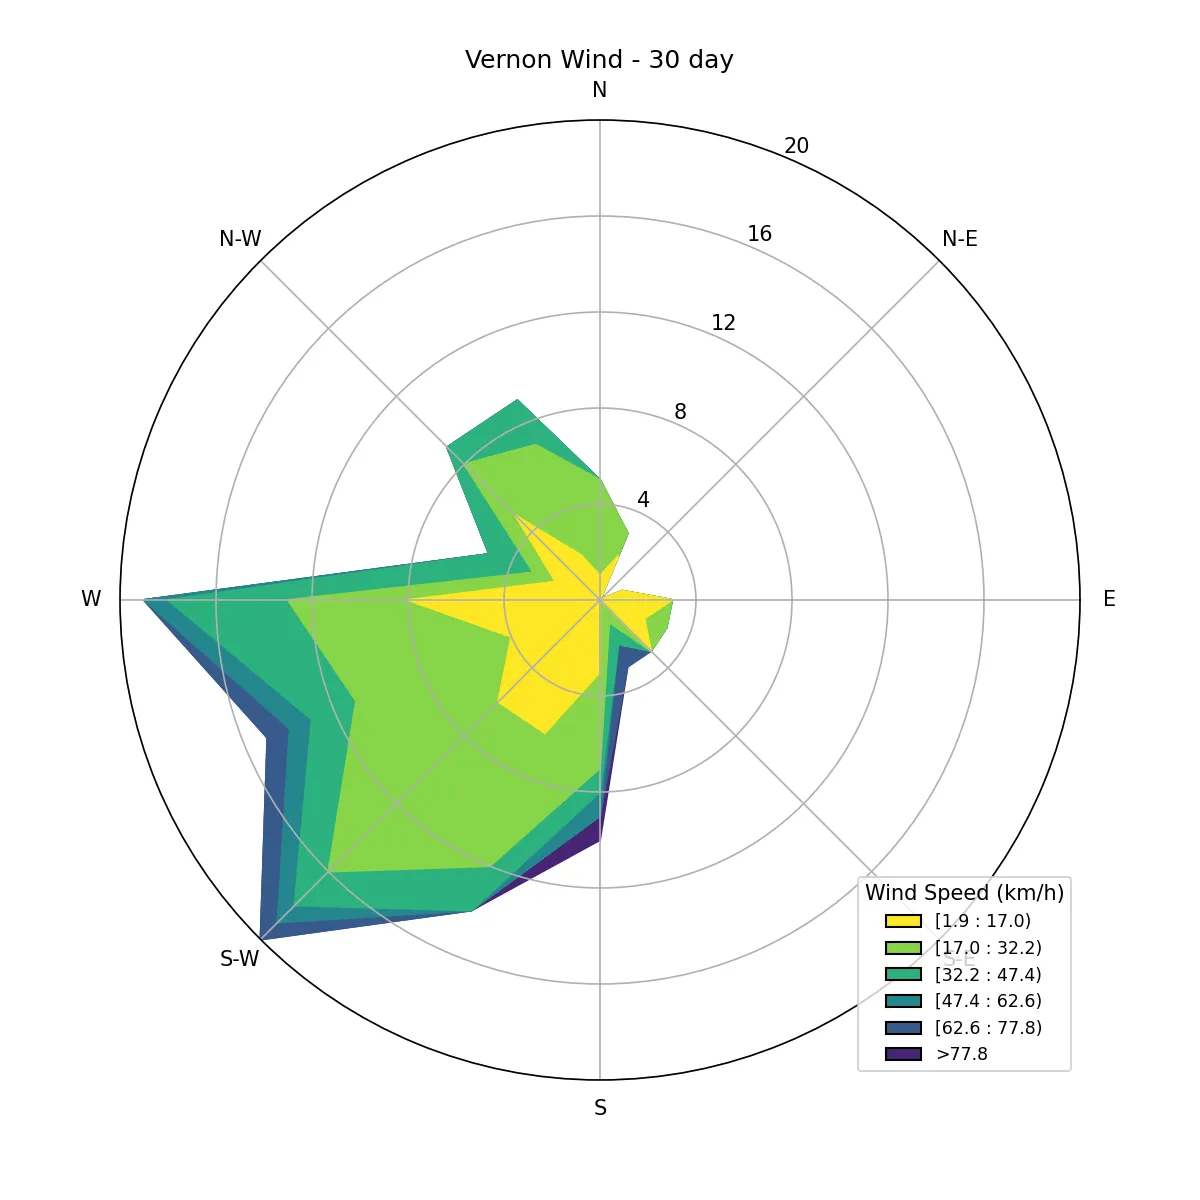 Vernon Wind - 30 day
N
20
N-W
N-E
16
12
8
4
W
E
S-W
S-E
S
Wind Speed (km/h)
[1.9 : 17.0)
[17.0 : 32.2)
[32.2 : 47.4)
[47.4 : 62.6)
[62.6 : 77.8)
>77.8